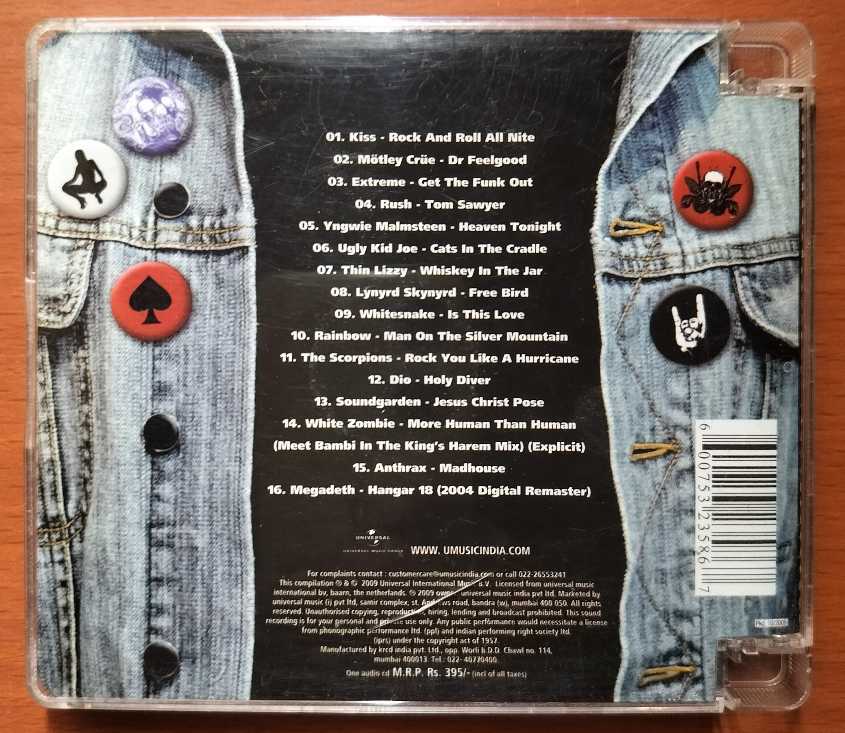 01. Kiss - Rock And Roll All Nite
02. Mötley Crüe - Dr Feelgood
03. Extreme - Get The Funk Out
04. Rush - Tom Sawyer
05. Yngwie Malmsteen - Heaven Tonight
06. Ugly Kid Joe - Cats In The Cradle
07. Thin Lizzy - Whiskey In The Jar
08. Lynyrd Skynyrd - Free Bird
09. Whitesnake - Is This Love
10. Rainbow - Man On The Silver Mountain
11. The Scorpions - Rock You Like A Hurricane
12. Dio - Holy Diver
13. Soundgarden - Jesus Christ Pose
14. White Zombie - More Human Than Human
(Meet Bambi In The King's Harem Mix) (Explicit)
15. Anthrax - Madhouse
16. Megadeth - Hangar 18 (2004 Digital Remaster)
UNIVERSAL
UNIVERSAL MUSIC GROUP
WWW. UMUSICINDIA.COM
For complaints contact : customercare@umusicindia.com or call 022-26553241
This compilation ℗ & © 2009 Universal International Music B.V. Licensed from universal music
international bv, baarn, the netherlands. ℗ 2009 universal music india pvt ltd. Marketed by
universal music (i) pvt ltd, samir complex, st. road, bandra (w), mumbai 400 050. All rights
reserved. Unauthorised copying, reproduction, hiring, lending and broadcast prohibited. This sound
recording is for your personal and private use only. Any public performance would necessitate a license
from phonographic performance ltd. (ppl) and indian performing right society ltd.
(iprs) under the copyright act of 1957.
Manufactured by krcd india pvt. Ltd., opp. Worli b.D.D. Chawl no. 114,
mumbai 400013. Tel.: 022- 40720400.
One audio cd M.R.P. Rs. 395/- (incl of all taxes)
6 00753 23586 7